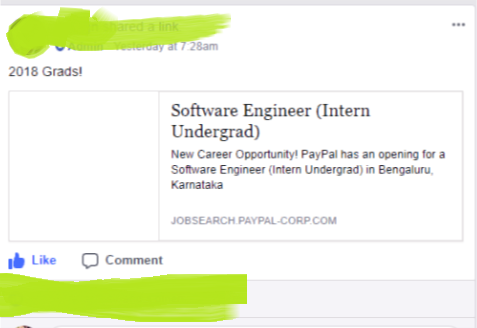 shared a link
Admin · Yesterday at 7:28am
2018 Grads!
Software Engineer (Intern
Undergrad)
New Career Opportunity! PayPal has an opening for a
Software Engineer (Intern Undergrad) in Bengaluru,
Karnataka
JOBSEARCH.PAYPAL-CORP.COM
Like Comment